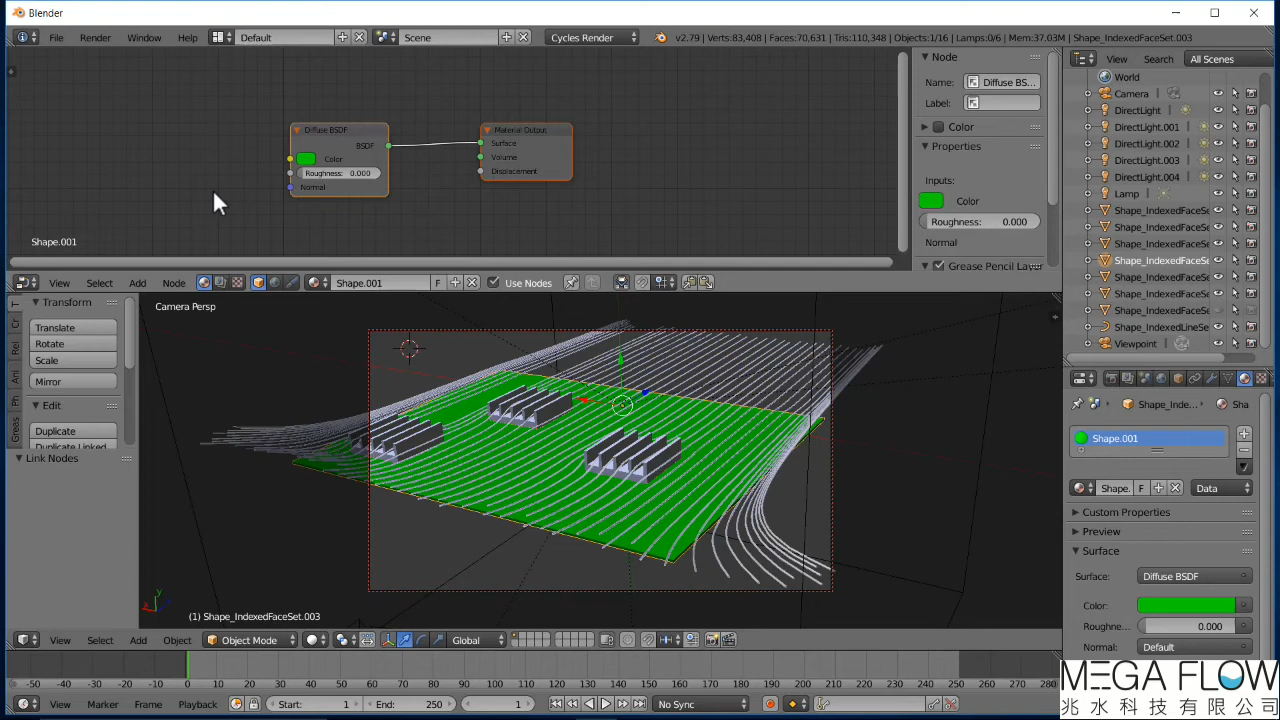 Blender
File Render Window Help Default Scene Cycles Render v2.79 | Verts:83,408 | Faces:70,631 | Tris:110,348 | Objects:1/16 | Lamps:0/6 | Mem:37.03M | Shape_IndexedFaceSet.003
View Search All Scenes
World
Camera
DirectLight
DirectLight.001
DirectLight.002
DirectLight.003
DirectLight.004
Lamp
Shape_IndexedFaceSe
Shape_IndexedFaceSe
Shape_IndexedFaceSe
Shape_IndexedFaceSe
Shape_IndexedFaceSe
Shape_IndexedFaceSe
Shape_IndexedFaceSe
Shape_IndexedLineSe
Viewpoint
Node
Name: Diffuse BS...
Label:
Color
Properties
Inputs:
Color
Roughness: 0.000
Normal
Grease Pencil Layer
Diffuse BSDF
BSDF
Color
Roughness: 0.000
Normal
Material Output
Surface
Volume
Displacement
Shape.001
View Select Add Node Shape.001 F Use Nodes
Transform
Translate
Rotate
Scale
Mirror
Edit
Duplicate
Duplicate Linked
Link Nodes
T
Cr
Rel
Ani
Ph
Greas
Camera Persp
(1) Shape_IndexedFaceSet.003
View Select Add Object Object Mode Global
Shape_Inde... Sha
Shape.001
Shape. F Data
Custom Properties
Preview
Surface
Surface: Diffuse BSDF
Color:
Roughne... 0.000
Normal: Default
-50 -40 -30 -20 -10 0 10 20 30 40 50 60 70 80 90 100 110 120 130 140 150 160 170 180 190 200 210 220 230 240 250 260 270 280
View Marker Frame Playback Start: 1 End: 250 1 No Sync
MEGA FLOW
兆水科技有限公司